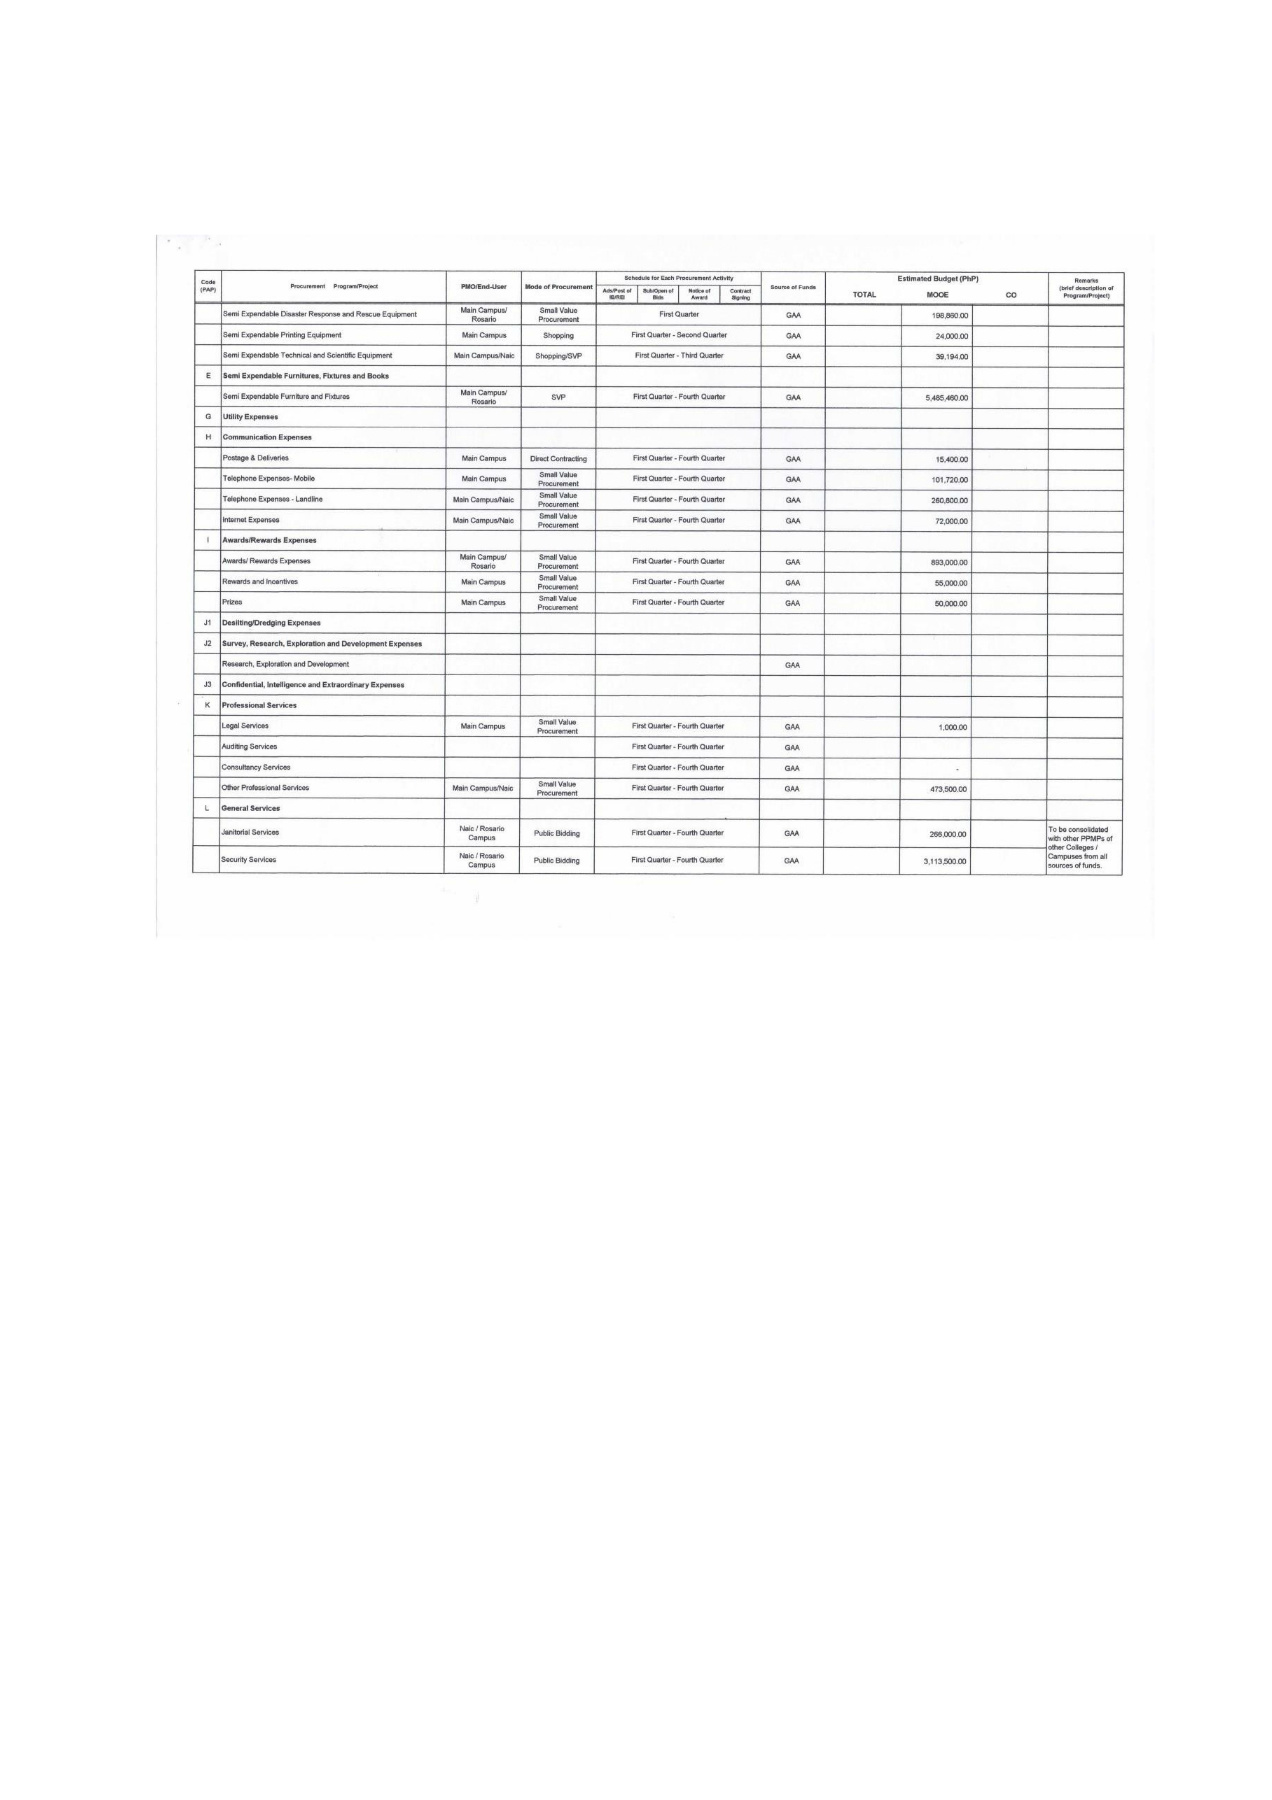 Code (PAP) Procurement Program/Project PMO/End-User Mode of Procurement Schedule for Each Procurement Activity Source of Funds Estimated Budget (PhP) Remarks (brief description of Program/Project)
Ads/Post of IB/REI Sub/Open of Bids Notice of Award Contract Signing TOTAL MOOE CO
Semi Expendable Disaster Response and Rescue Equipment Main Campus/ Rosario Small Value Procurement First Quarter GAA 198,860.00
Semi Expendable Printing Equipment Main Campus Shopping First Quarter - Second Quarter GAA 24,000.00
Semi Expendable Technical and Scientific Equipment Main Campus/Naic Shopping/SVP First Quarter - Third Quarter GAA 39,194.00
E Semi Expendable Furnitures, Fixtures and Books
Semi Expendable Furniture and Fixtures Main Campus/ Rosario SVP First Quarter - Fourth Quarter GAA 5,485,460.00
G Utility Expenses
H Communication Expenses
Postage & Deliveries Main Campus Direct Contracting First Quarter - Fourth Quarter GAA 15,400.00
Telephone Expenses- Mobile Main Campus Small Value Procurement First Quarter - Fourth Quarter GAA 101,720.00
Telephone Expenses - Landline Main Campus/Naic Small Value Procurement First Quarter - Fourth Quarter GAA 260,800.00
Internet Expenses Main Campus/Naic Small Value Procurement First Quarter - Fourth Quarter GAA 72,000.00
I Awards/Rewards Expenses
Awards/ Rewards Expenses Main Campus/ Rosario Small Value Procurement First Quarter - Fourth Quarter GAA 893,000.00
Rewards and Incentives Main Campus Small Value Procurement First Quarter - Fourth Quarter GAA 55,000.00
Prizes Main Campus Small Value Procurement First Quarter - Fourth Quarter GAA 50,000.00
J1 Desilting/Dredging Expenses
J2 Survey, Research, Exploration and Development Expenses
Research, Exploration and Development GAA
J3 Confidential, Intelligence and Extraordinary Expenses
K Professional Services
Legal Services Main Campus Small Value Procurement First Quarter - Fourth Quarter GAA 1,000.00
Auditing Services First Quarter - Fourth Quarter GAA
Consultancy Services First Quarter - Fourth Quarter GAA -
Other Professional Services Main Campus/Naic Small Value Procurement First Quarter - Fourth Quarter GAA 473,500.00
L General Services
Janitorial Services Naic / Rosario Campus Public Bidding First Quarter - Fourth Quarter GAA 266,000.00 To be consolidated with other PPMPs of other Colleges / Campuses from all sources of funds.
Security Services Naic / Rosario Campus Public Bidding First Quarter - Fourth Quarter GAA 3,113,500.00